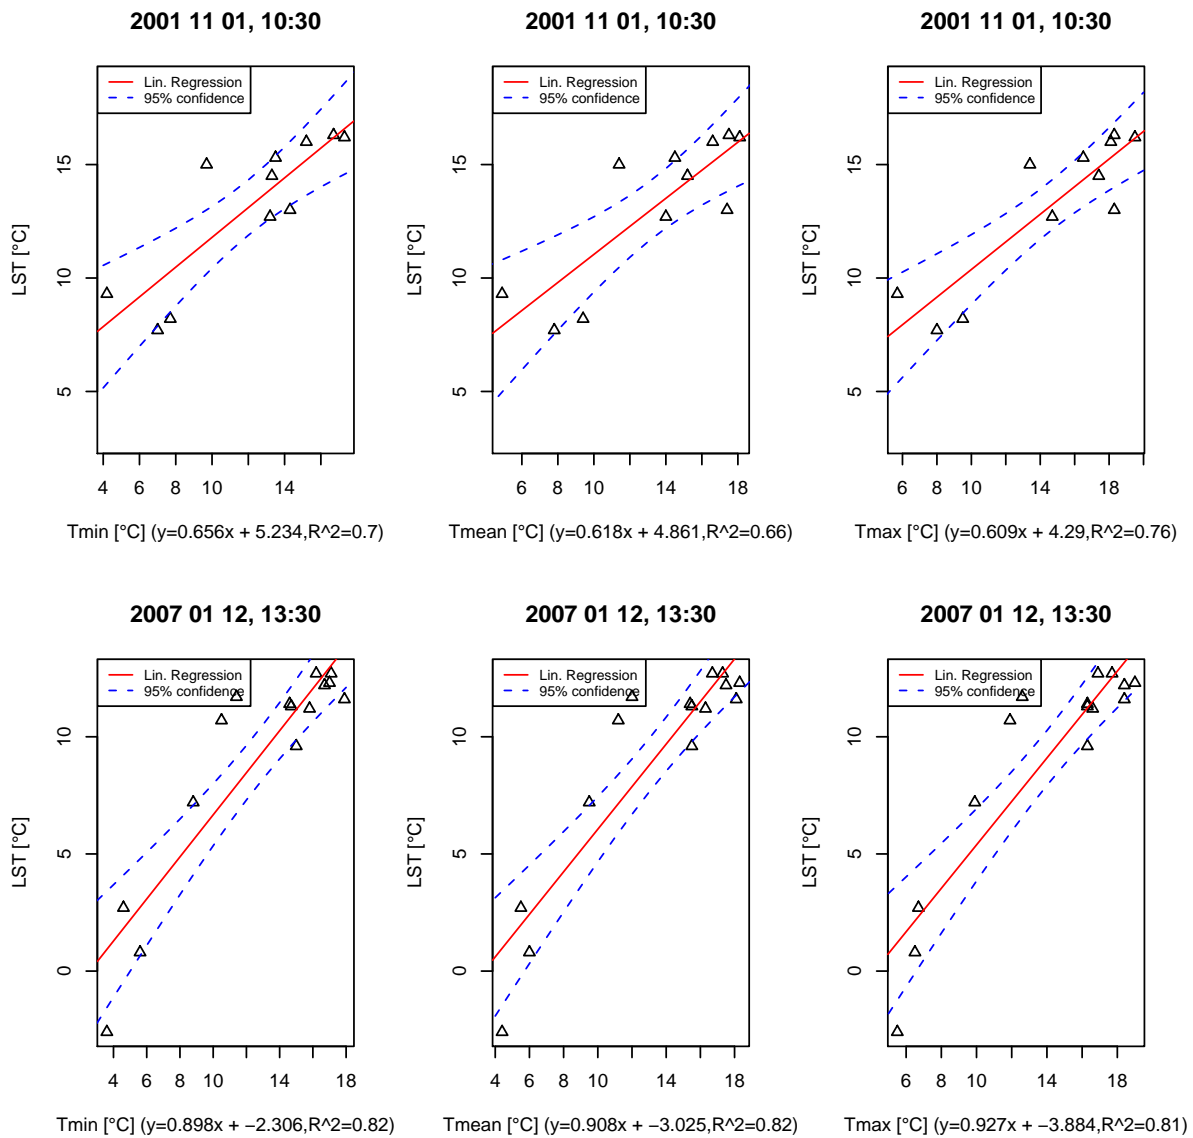 2001 11 01, 10:30
Lin. Regression
95% confidence
LST [°C]
15
10
5
4 6 8 10 14
Tmin [°C] (y=0.656x + 5.234,R^2=0.7)
2001 11 01, 10:30
Lin. Regression
95% confidence
LST [°C]
15
10
5
6 8 10 14 18
Tmean [°C] (y=0.618x + 4.861,R^2=0.66)
2001 11 01, 10:30
Lin. Regression
95% confidence
LST [°C]
15
10
5
6 8 10 14 18
Tmax [°C] (y=0.609x + 4.29,R^2=0.76)
2007 01 12, 13:30
Lin. Regression
95% confidence
LST [°C]
10
5
0
4 6 8 10 14 18
Tmin [°C] (y=0.898x + −2.306,R^2=0.82)
2007 01 12, 13:30
Lin. Regression
95% confidence
LST [°C]
10
5
0
4 6 8 10 14 18
Tmean [°C] (y=0.908x + −3.025,R^2=0.82)
2007 01 12, 13:30
Lin. Regression
95% confidence
LST [°C]
10
5
0
6 8 10 14 18
Tmax [°C] (y=0.927x + −3.884,R^2=0.81)